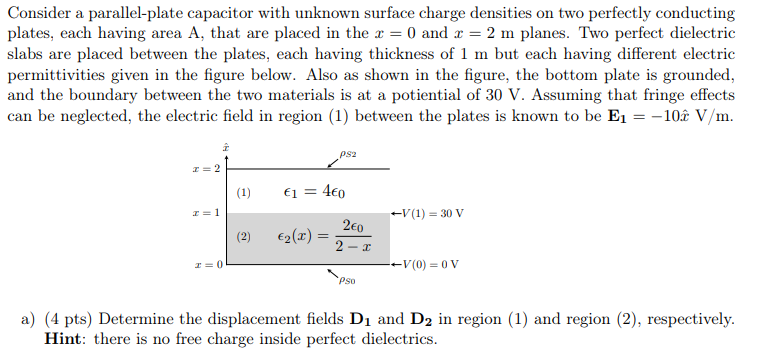 Consider a parallel-plate capacitor with unknown surface charge densities on two perfectly conducting
plates, each having area A, that are placed in the x = 0 and x = 2 m planes. Two perfect dielectric
slabs are placed between the plates, each having thickness of 1 m but each having different electric
permittivities given in the figure below. Also as shown in the figure, the bottom plate is grounded,
and the boundary between the two materials is at a potiential of 30 V. Assuming that fringe effects
can be neglected, the electric field in region (1) between the plates is known to be E₁ = −10x̂ V/m.
x̂
ρS2
x = 2
(1) ϵ₁ = 4ϵ₀
x = 1
←V(1) = 30 V
(2) ϵ₂(x) = 2ϵ₀ / (2 − x)
x = 0
←V(0) = 0 V
ρS0
a) (4 pts) Determine the displacement fields D₁ and D₂ in region (1) and region (2), respectively.
Hint: there is no free charge inside perfect dielectrics.